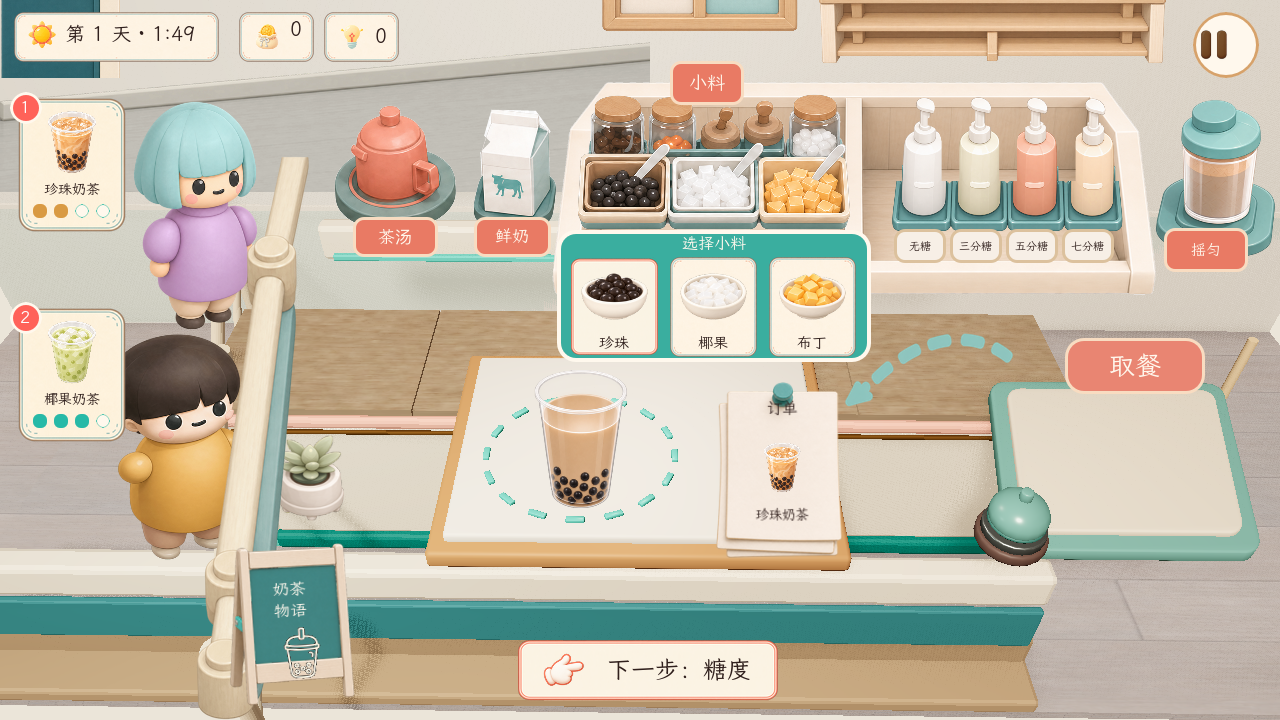 第 1 天・1:49
0
0
小料
1
珍珠奶茶
2
椰果奶茶
茶汤
鲜奶
选择小料
珍珠
椰果
布丁
无糖
三分糖
五分糖
七分糖
摇匀
取餐
订单
珍珠奶茶
奶茶
物语
下一步：糖度